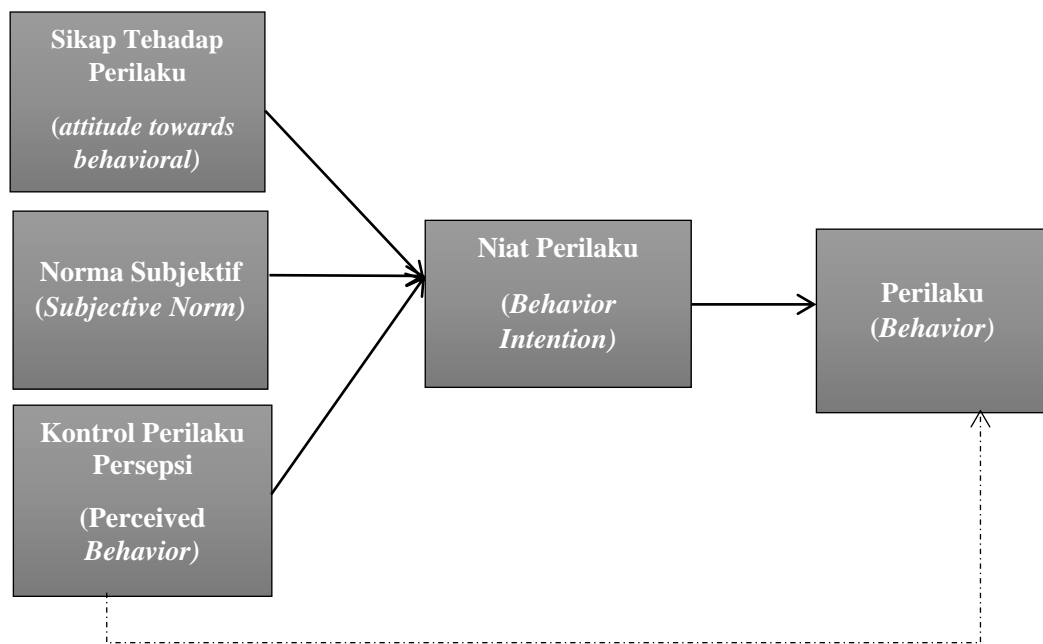 Sikap Tehadap
Perilaku
(attitude towards
behavioral)
Norma Subjektif
(Subjective Norm)
Kontrol Perilaku
Persepsi
(Perceived
Behavior)
Niat Perilaku
(Behavior
Intention)
Perilaku
(Behavior)